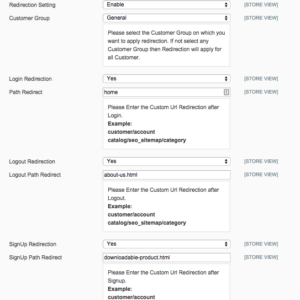 Redirection Setting Enable [STORE VIEW]
Customer Group General [STORE VIEW]
Please select the Customer Group on which you
want to apply redirection. If not select any
Customer Group then Redirection will apply for
all Customer.
Login Redirection Yes [STORE VIEW]
Path Redirect home [STORE VIEW]
Please Enter the Custom Url Redirection after
Login.
Example:
customer/account
catalog/seo_sitemap/category
Logout Redirection Yes [STORE VIEW]
Logout Path Redirect about-us.html [STORE VIEW]
Please Enter the Custom Url Redirection after
Logout.
Example:
customer/account
catalog/seo_sitemap/category
SignUp Redirection Yes [STORE VIEW]
SignUp Path Redirect downloadable-product.html [STORE VIEW]
Please Enter the Custom Url Redirection after
Signup.
Example:
customer/account